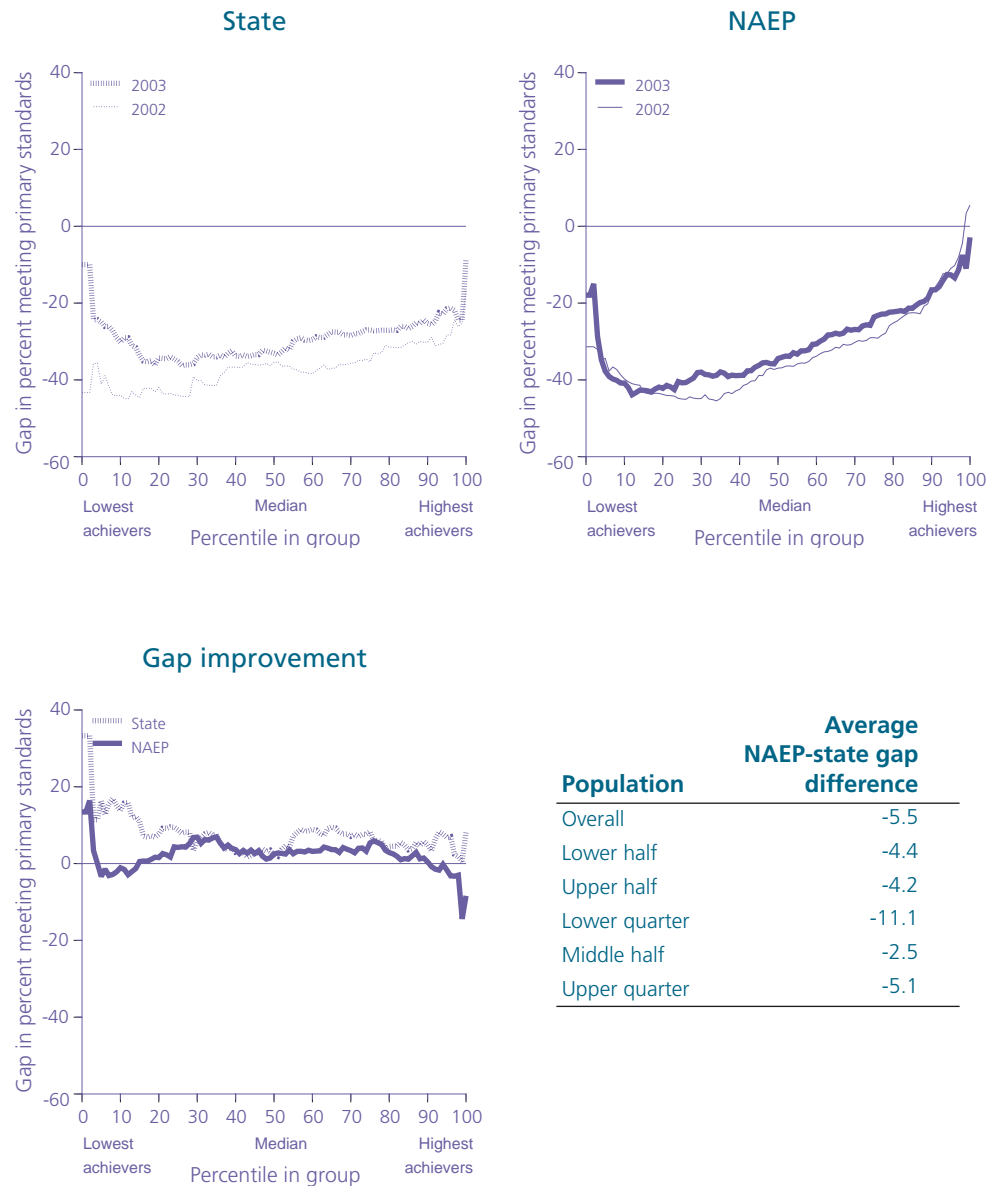 State
Gap in percent meeting primary standards
40
20
0
-20
-40
-60
2003
2002
0 10 20 30 40 50 60 70 80 90 100
Lowest achievers
Median
Highest achievers
Percentile in group
NAEP
Gap in percent meeting primary standards
40
20
0
-20
-40
-60
2003
2002
0 10 20 30 40 50 60 70 80 90 100
Lowest achievers
Median
Highest achievers
Percentile in group
Gap improvement
Gap in percent meeting primary standards
40
20
0
-20
-40
-60
State
NAEP
0 10 20 30 40 50 60 70 80 90 100
Lowest achievers
Median
Highest achievers
Percentile in group
Population
Average
NAEP-state gap
difference
Overall -5.5
Lower half -4.4
Upper half -4.2
Lower quarter -11.1
Middle half -2.5
Upper quarter -5.1